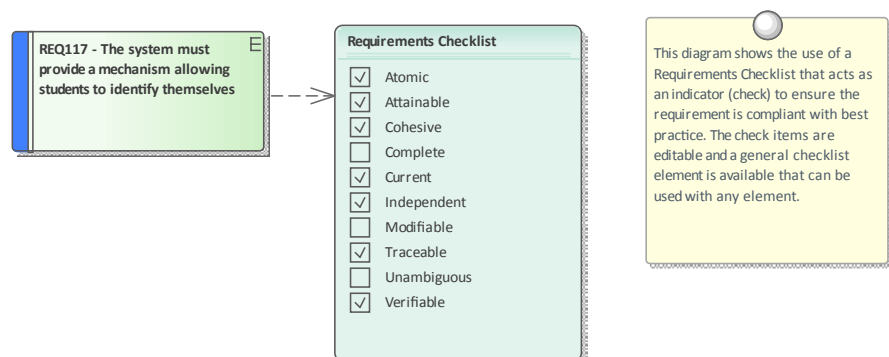 REQ117 - The system must
provide a mechanism allowing
students to identify themselves
E
Requirements Checklist
Atomic
Attainable
Cohesive
Complete
Current
Independent
Modifiable
Traceable
Unambiguous
Verifiable
This diagram shows the use of a
Requirements Checklist that acts as
an indicator (check) to ensure the
requirement is compliant with best
practice. The check items are
editable and a general checklist
element is available that can be
used with any element.